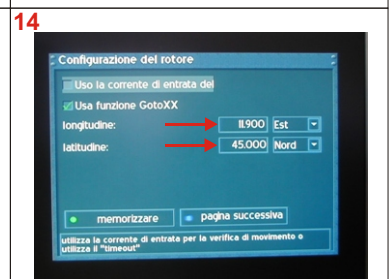 14
Configurazione del rotore
Uso la corrente di entrata del
Usa funzione GotoXX
longitudine: 11.900 Est
latitudine: 45.000 Nord
memorizzare pagina successiva
utilizza la corrente di entrata per la verifica di movimento o
utilizza il "timeout"